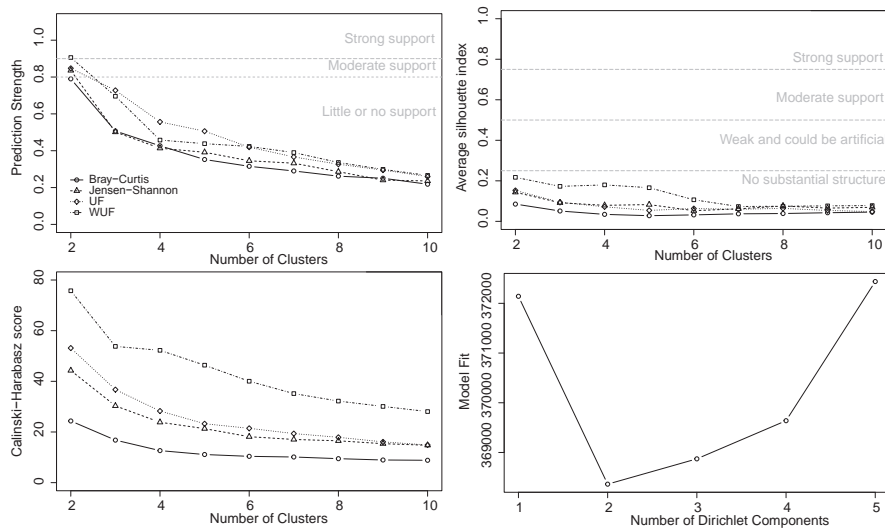 Prediction Strength
0.0 0.2 0.4 0.6 0.8 1.0
Strong support
Moderate support
Little or no support
Bray−Curtis
Jensen−Shannon
UF
WUF
2 4 6 8 10
Number of Clusters
Average silhouette index
0.0 0.2 0.4 0.6 0.8 1.0
Strong support
Moderate support
Weak and could be artificial
No substantial structure
2 4 6 8 10
Number of Clusters
Calinski−Harabasz score
0 20 40 60 80
2 4 6 8 10
Number of Clusters
Model Fit
369000 370000 371000 372000
1 2 3 4 5
Number of Dirichlet Components